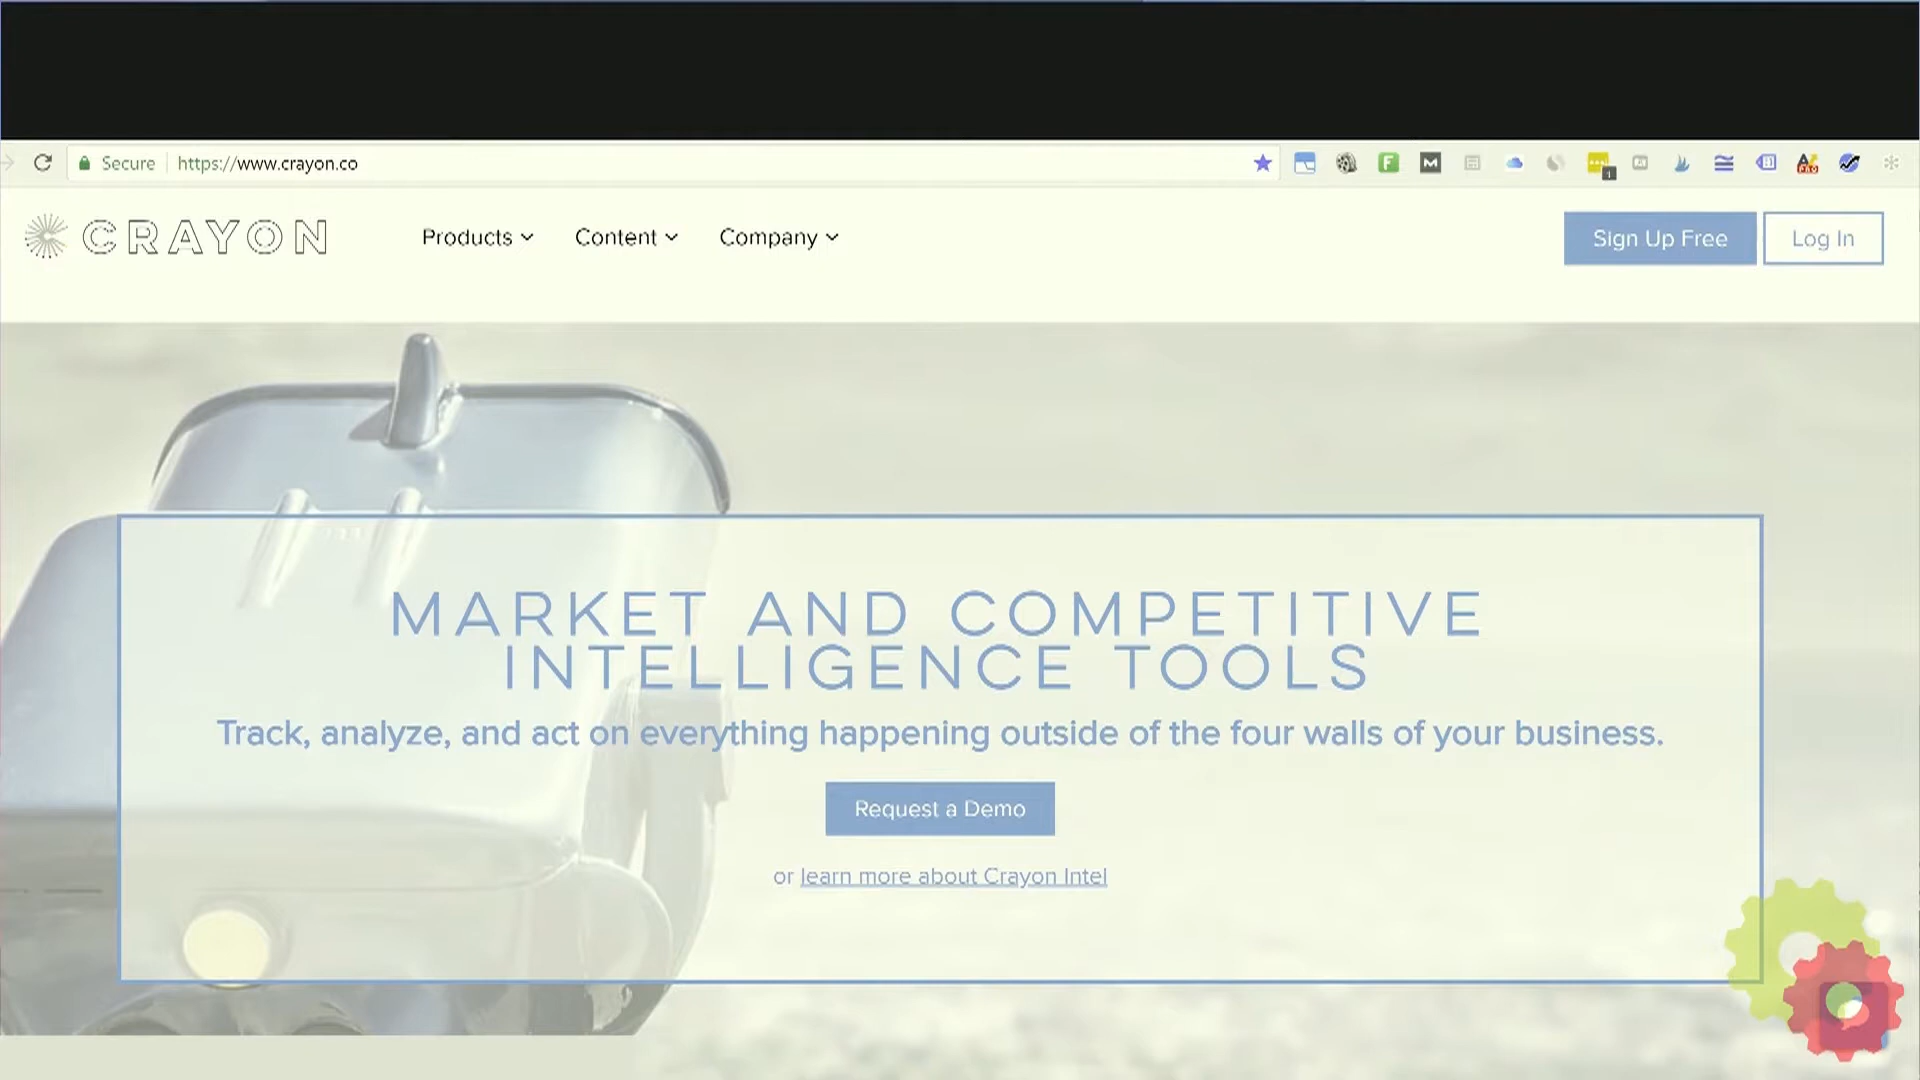 Secure https://www.crayon.co
CRAYON Products Content Company Sign Up Free Log In
MARKET AND COMPETITIVE
INTELLIGENCE TOOLS
Track, analyze, and act on everything happening outside of the four walls of your business.
Request a Demo
or learn more about Crayon Intel